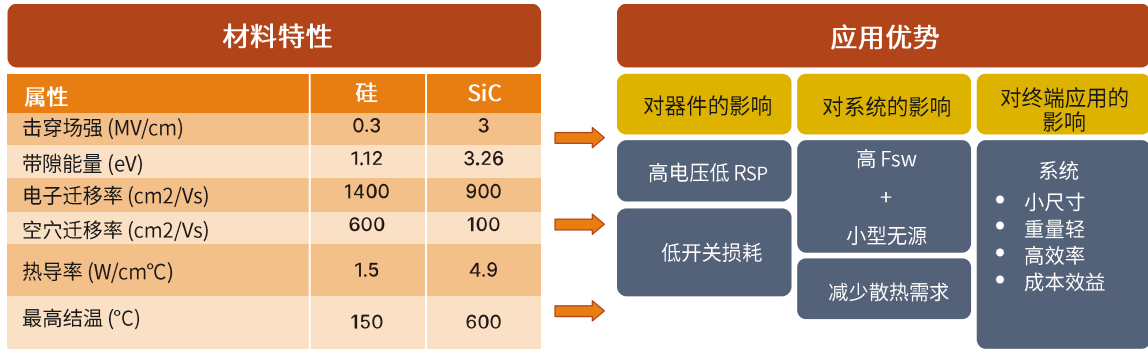 材料特性
属性 硅 SiC
击穿场强 (MV/cm) 0.3 3
带隙能量 (eV) 1.12 3.26
电子迁移率 (cm2/Vs) 1400 900
空穴迁移率 (cm2/Vs) 600 100
热导率 (W/cm°C) 1.5 4.9
最高结温 (°C) 150 600
应用优势
对器件的影响
高电压低 RSP
低开关损耗
对系统的影响
高 Fsw
+
小型无源
减少散热需求
对终端应用的
影响
系统
• 小尺寸
• 重量轻
• 高效率
• 成本效益